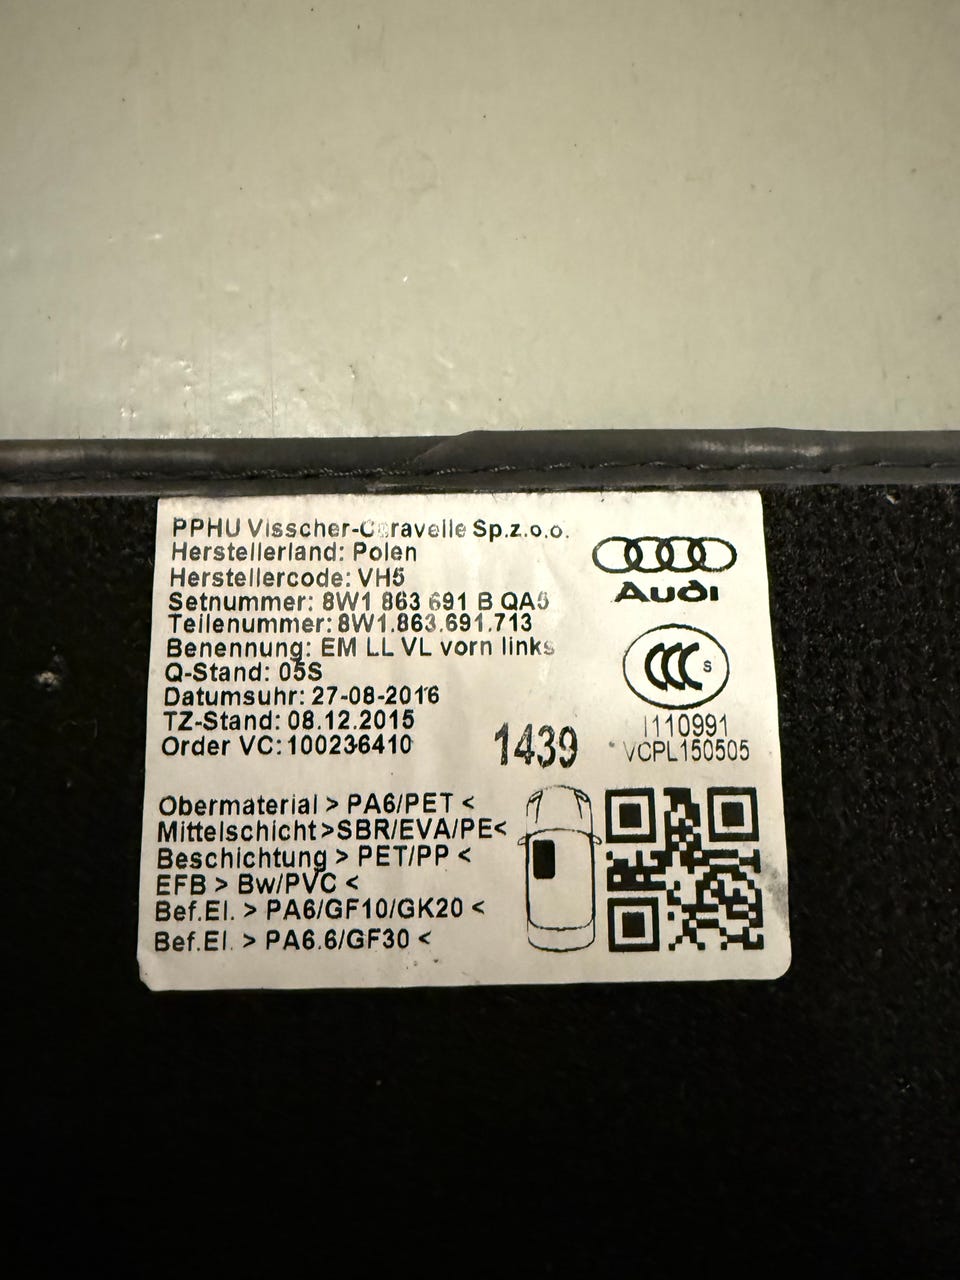 PPHU Visscher-Caravelle Sp.z.o.o.
Herstellerland: Polen
Herstellercode: VH5
Setnummer: 8W1 863 691 B QA5
Teilenummer: 8W1.863.691.713
Benennung: EM LL VL vorn links
Q-Stand: 05S
Datumsuhr: 27-08-2016
TZ-Stand: 08.12.2015
Order VC: 100236410
1439
Audi
CCC S
I110991
VCPL150505
Obermaterial > PA6/PET <
Mittelschicht>SBR/EVA/PE<
Beschichtung > PET/PP <
EFB > Bw/PVC <
Bef.El. > PA6/GF10/GK20 <
Bef.El. > PA6.6/GF30 <